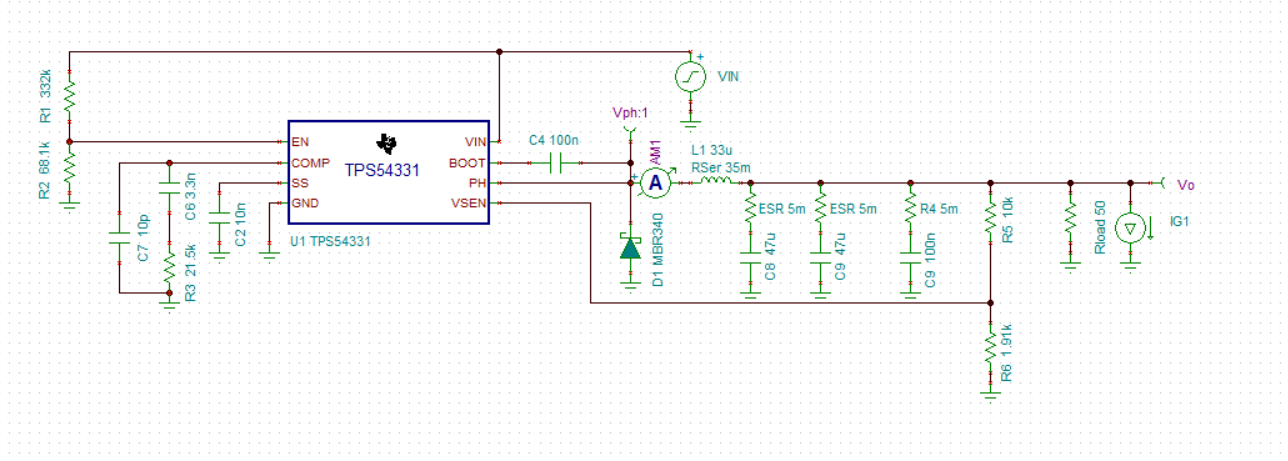 VIN
R1 332k
Vph:1
EN
VIN
C4 100n
AM1
L1 33u
RSer 35m
COMP
TPS54331
BOOT
SS
PH
+
A
Vo
GND
VSEN
R2 68.1k
C6 3.3n
C2 10n
U1 TPS54331
C7 10p
R3 21.5k
D1 MBR340
ESR 5m
C8 47u
ESR 5m
C9 47u
R4 5m
C9 100n
R5 10k
Rload 50
IG1
R6 1.91k